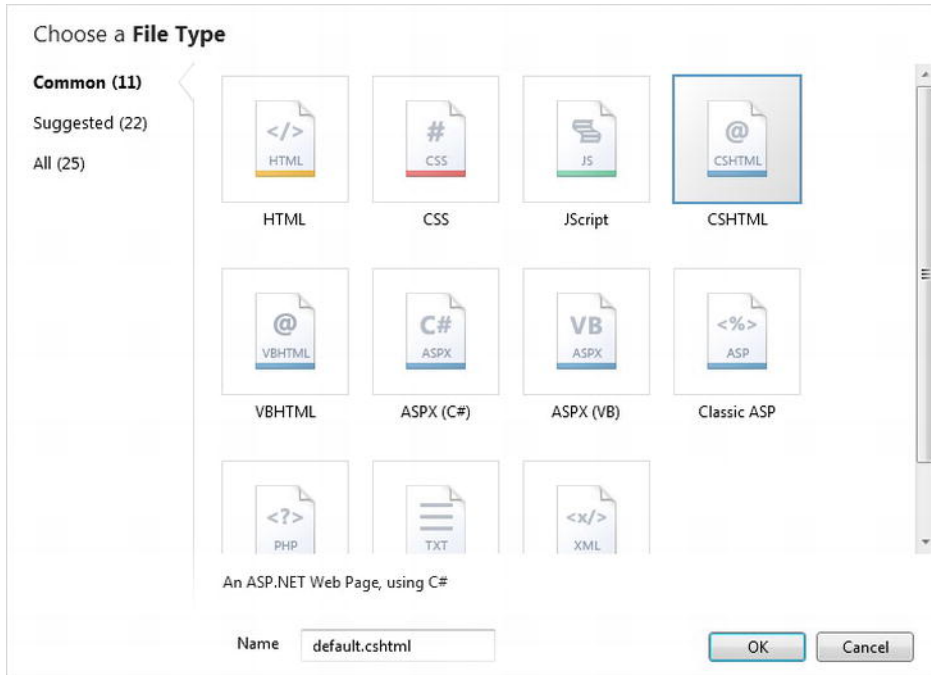 Choose a File Type
Common (11)
Suggested (22)
All (25)
</> # @
HTML CSS JS CSHTML
HTML CSS JScript CSHTML
@ C# VB <%>
VBHTML ASPX ASPX ASP
VBHTML ASPX (C#) ASPX (VB) Classic ASP
<?> <x/>
PHP TXT XML
An ASP.NET Web Page, using C#
Name default.cshtml OK Cancel